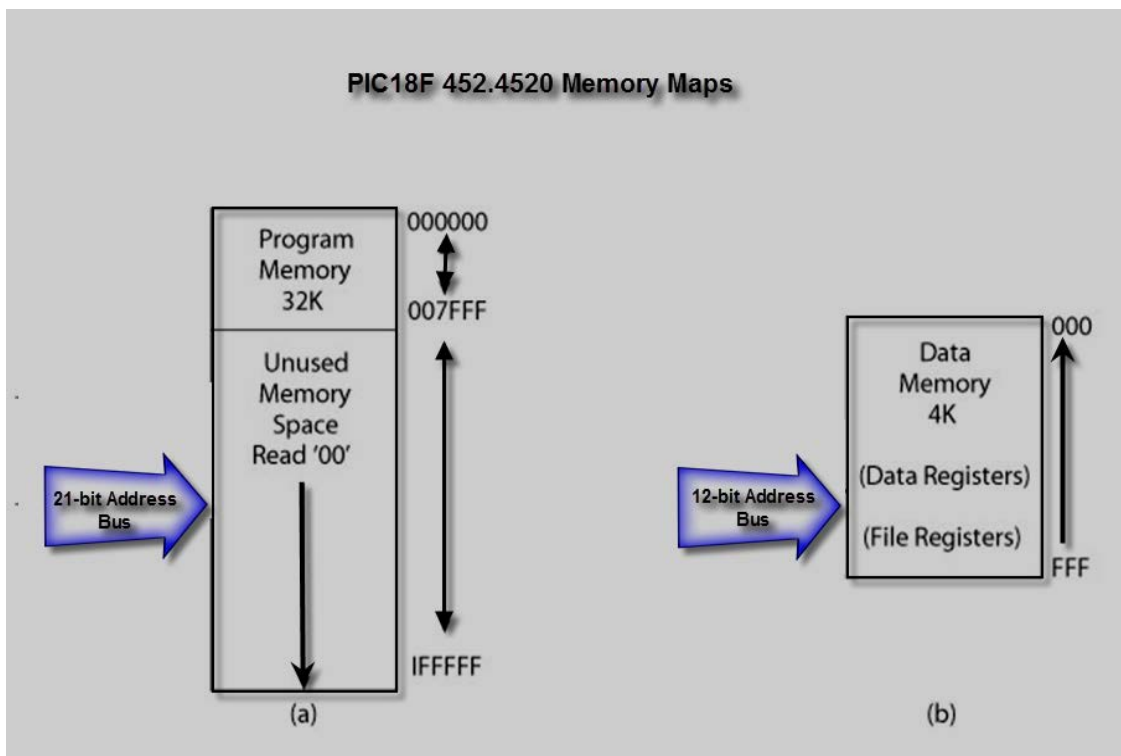 PIC18F 452.4520 Memory Maps
Program
Memory
32K
000000
007FFF
Unused
Memory
Space
Read '00'
21-bit Address
Bus
IFFFFF
(a)
Data
Memory
4K
(Data Registers)
(File Registers)
000
FFF
12-bit Address
Bus
(b)